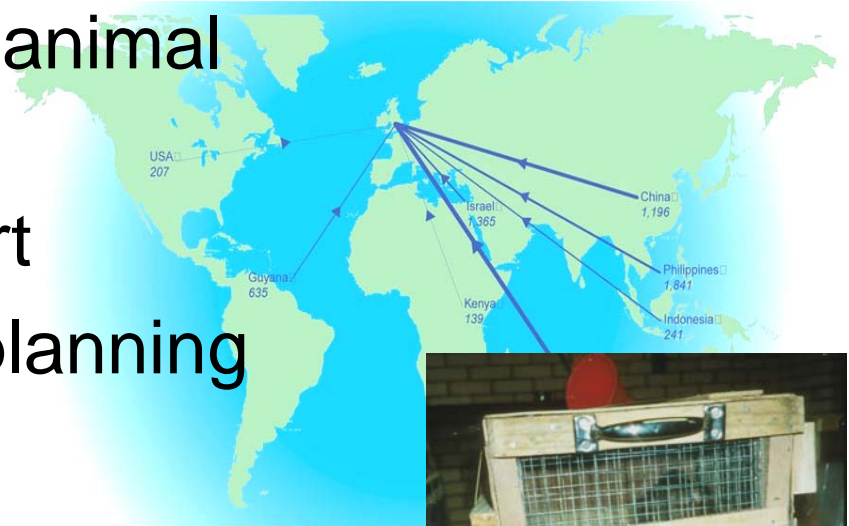 animal
rt
planning
USA
207
Guyana
635
Israel
1,365
Kenya
139
China
1,196
Philippines
1,841
Indonesia
241